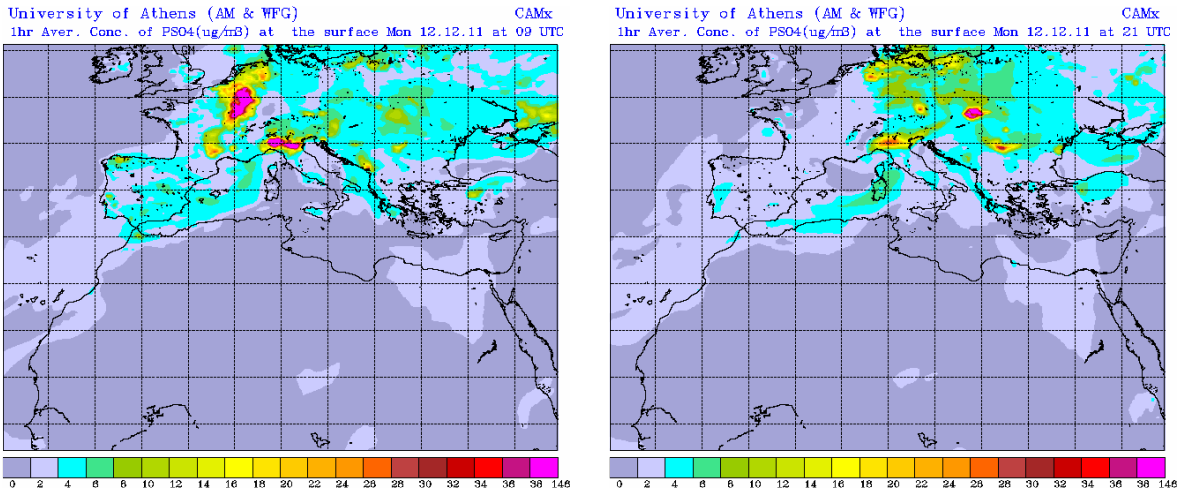 University of Athens (AM & WFG) CAMx
1hr Aver. Conc. of PSO4(ug/m3) at the surface Mon 12.12.11 at 09 UTC
GM
0 2 4 6 8 10 12 14 16 18 20 22 24 26 28 30 32 34 36 38 146
University of Athens (AM & WFG) CAMx
1hr Aver. Conc. of PSO4(ug/m3) at the surface Mon 12.12.11 at 21 UTC
GM
0 2 4 6 8 10 12 14 16 18 20 22 24 26 28 30 32 34 36 38 146